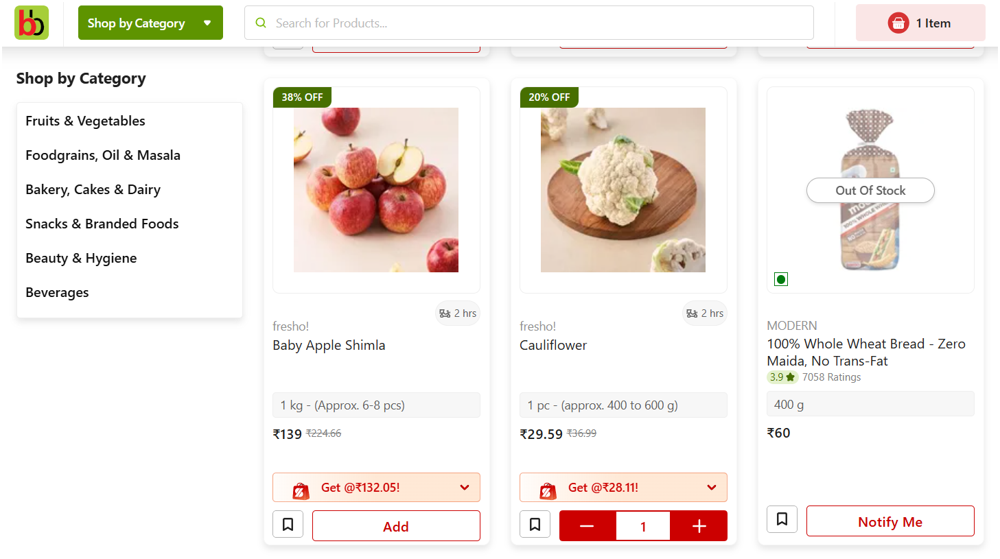 bb
Shop by Category
Search for Products...
1 Item
Shop by Category
Fruits & Vegetables
Foodgrains, Oil & Masala
Bakery, Cakes & Dairy
Snacks & Branded Foods
Beauty & Hygiene
Beverages
38% OFF
2 hrs
fresho!
Baby Apple Shimla
1 kg - (Approx. 6-8 pcs)
₹139 ₹224.66
Get @₹132.05!
Add
20% OFF
2 hrs
fresho!
Cauliflower
1 pc - (approx. 400 to 600 g)
₹29.59 ₹36.99
Get @₹28.11!
1
Out Of Stock
100% WHOLE
MODERN
100% Whole Wheat Bread - Zero
Maida, No Trans-Fat
3.9 7058 Ratings
400 g
₹60
Notify Me